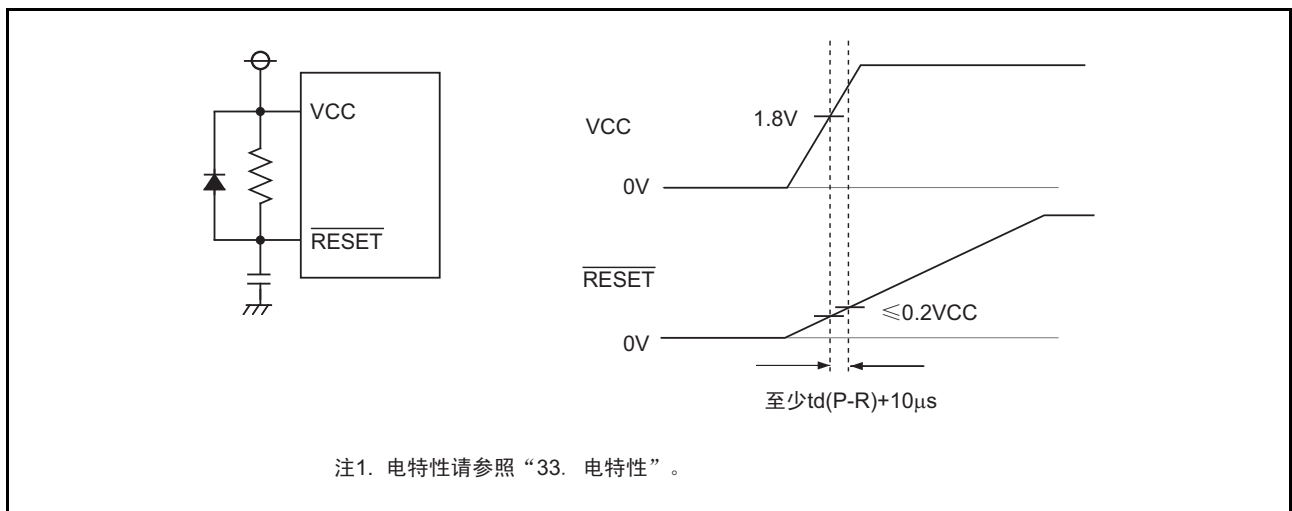 VCC
RESET
VCC
1.8V
0V
RESET
≤0.2VCC
0V
至少td(P-R)+10μs
注1. 电特性请参照“33. 电特性”。